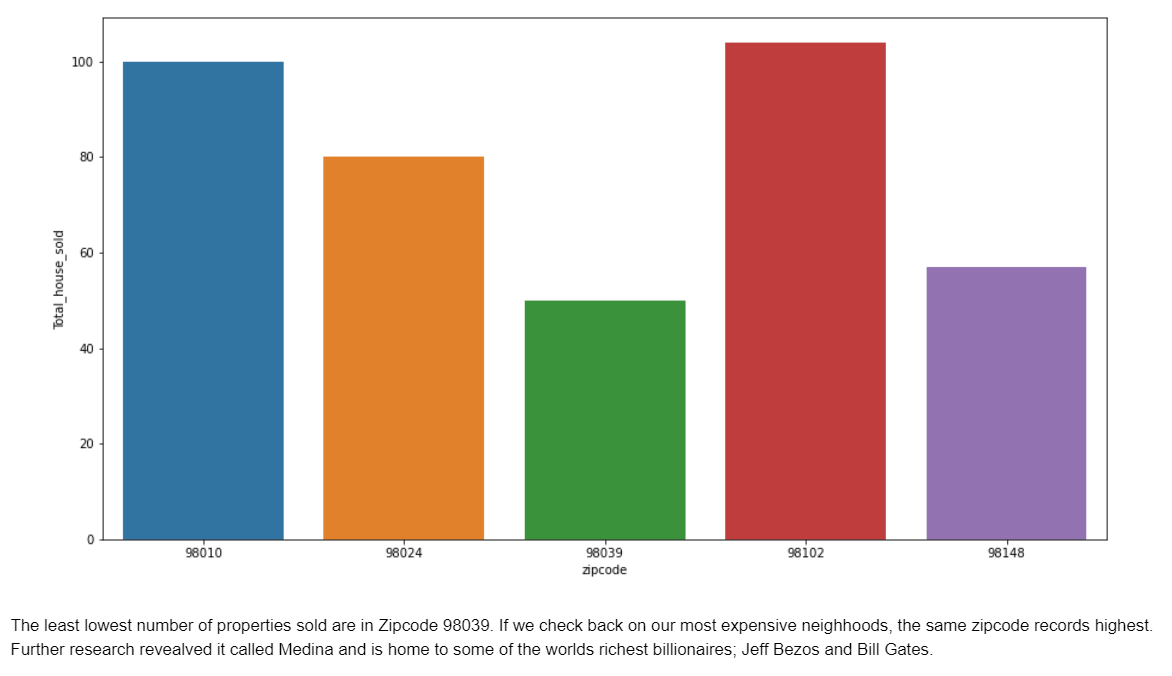 100
80
60
40
20
0
Total_house_sold
98010 98024 98039 98102 98148
zipcode
The least lowest number of properties sold are in Zipcode 98039. If we check back on our most expensive neighhoods, the same zipcode records highest.
Further research revealved it called Medina and is home to some of the worlds richest billionaires; Jeff Bezos and Bill Gates.